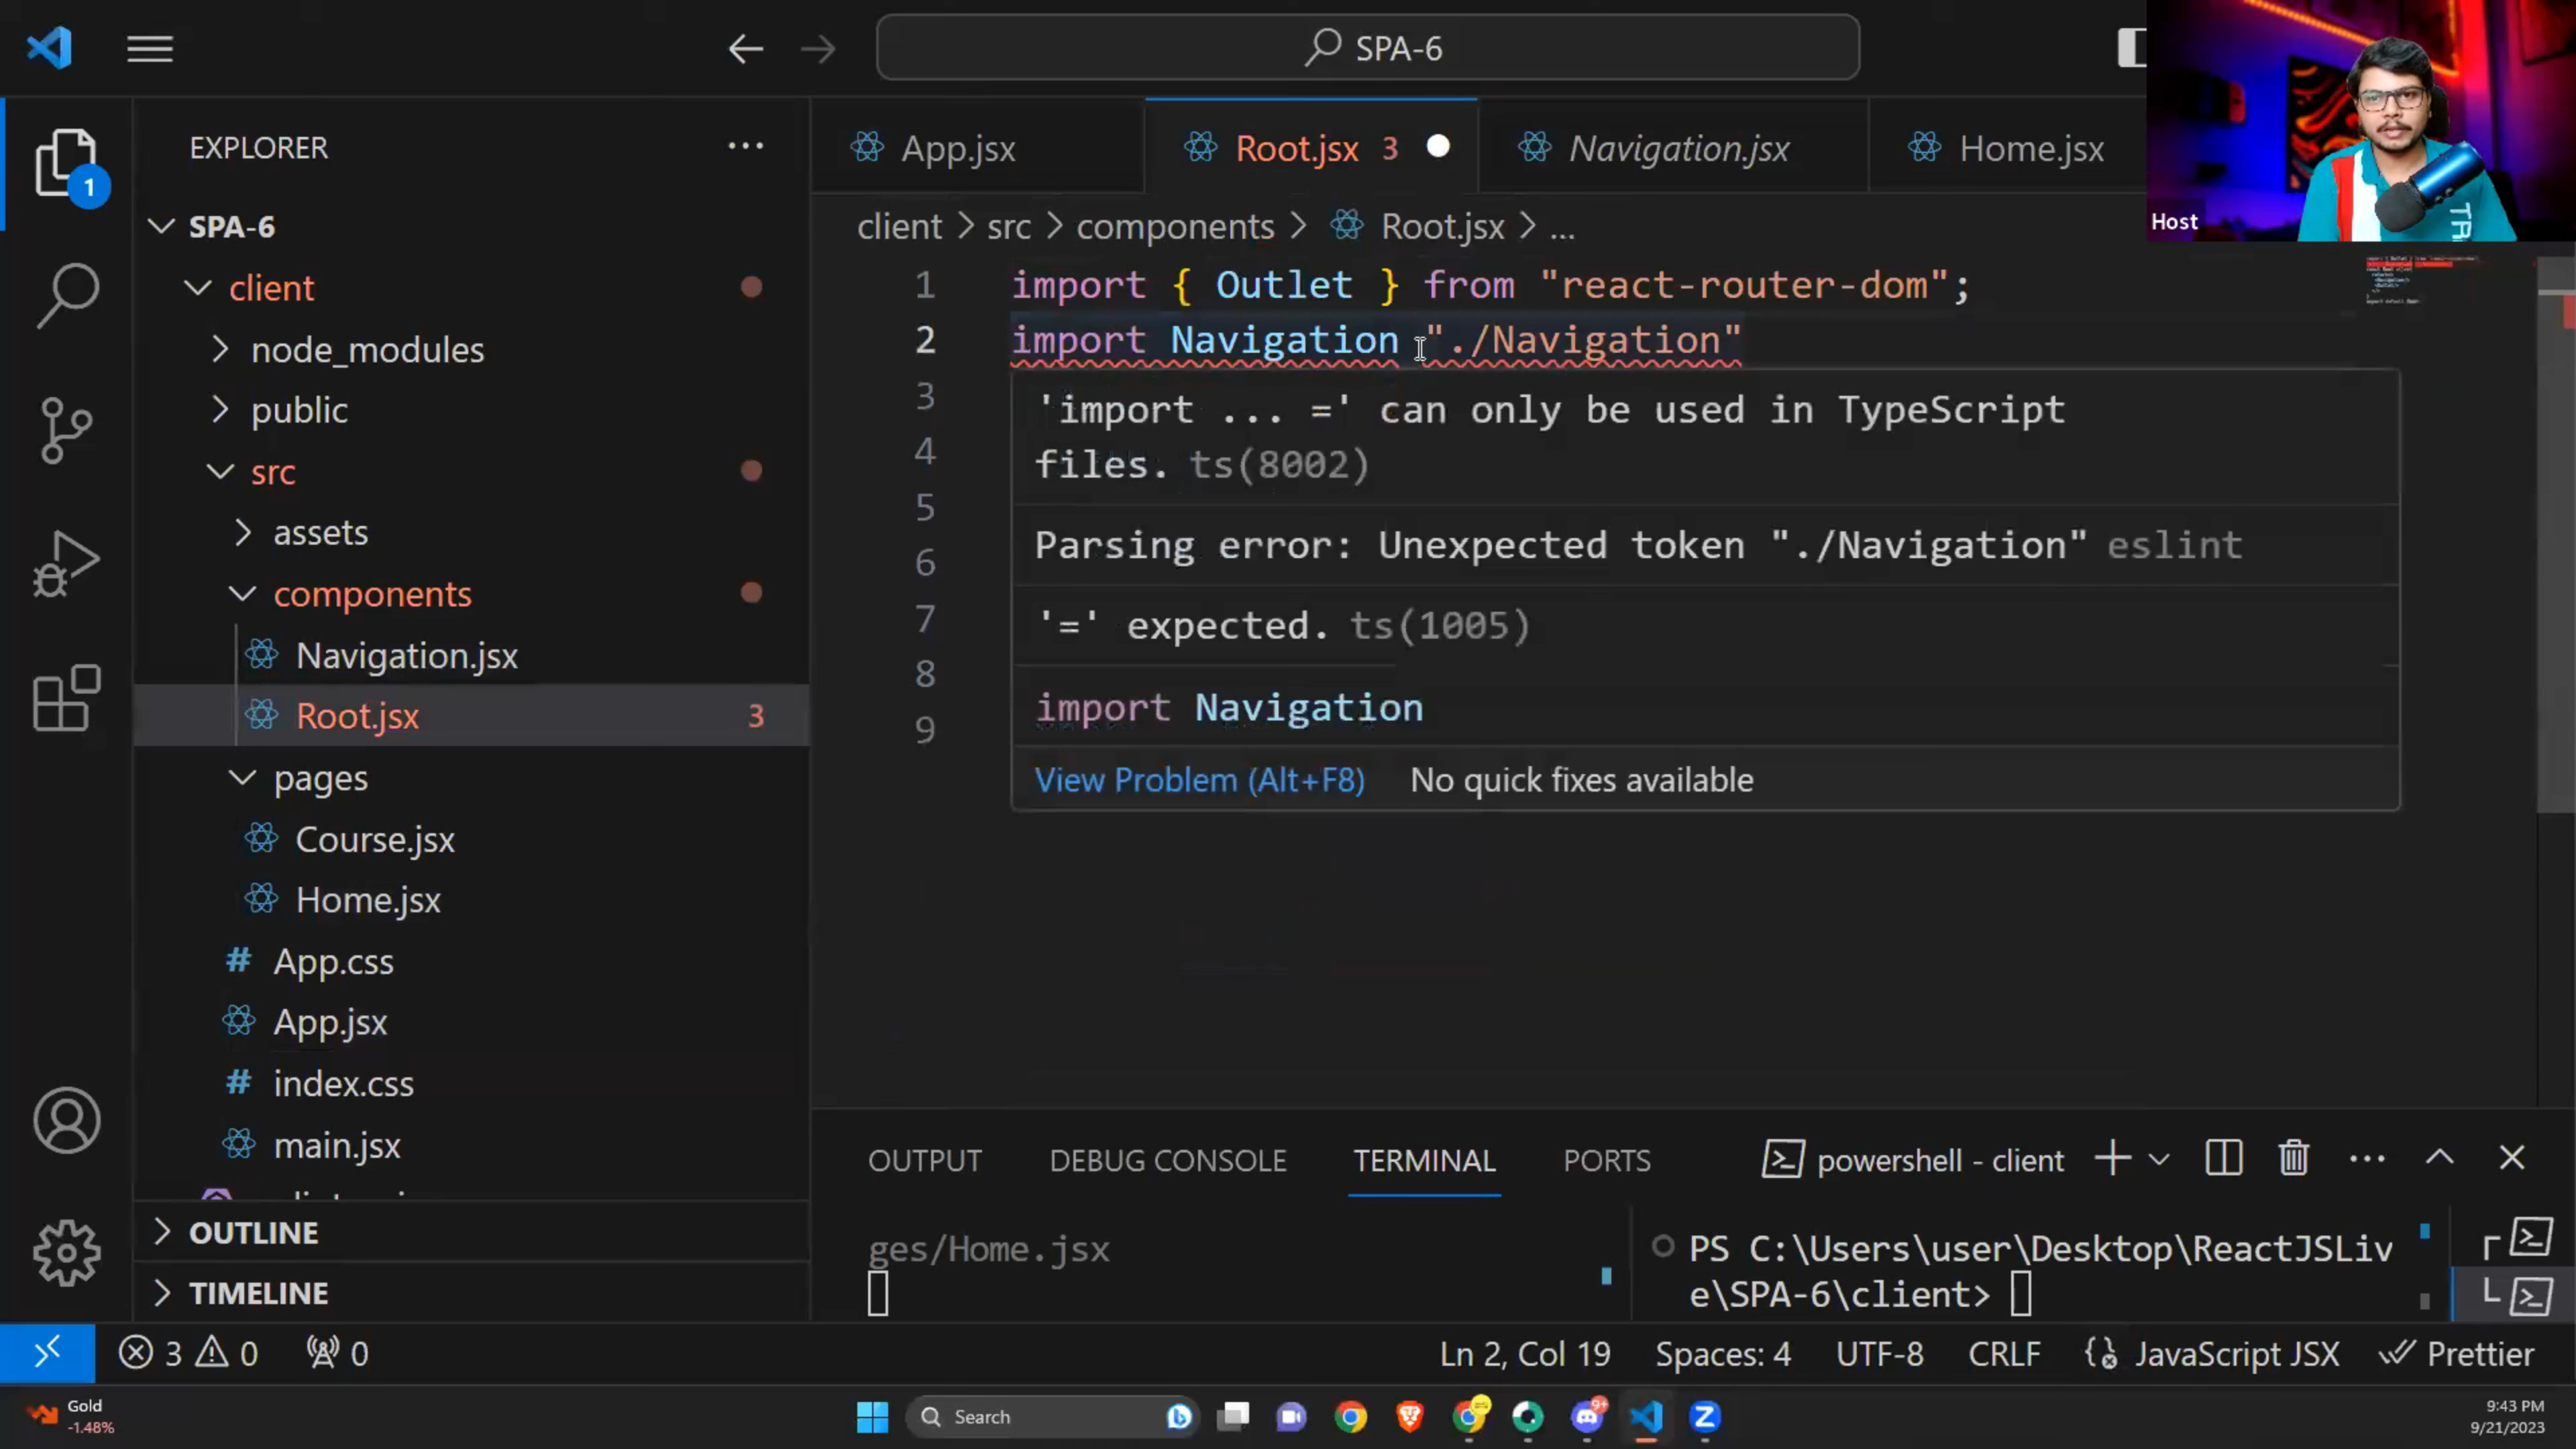 SPA-6
Host
1
EXPLORER
SPA-6
client
node_modules
public
src
assets
components
Navigation.jsx
Root.jsx 3
pages
Course.jsx
Home.jsx
App.css
App.jsx
index.css
main.jsx
OUTLINE
TIMELINE
App.jsx
Root.jsx 3
Navigation.jsx
Home.jsx
client > src > components > Root.jsx > ...
1 import { Outlet } from "react-router-dom";
2 import Navigation "./Navigation"
3
4
5
6
7
8
9
'import ... =' can only be used in TypeScript
files. ts(8002)
Parsing error: Unexpected token "./Navigation" eslint
'=' expected. ts(1005)
import Navigation
View Problem (Alt+F8) No quick fixes available
OUTPUT DEBUG CONSOLE TERMINAL PORTS powershell - client
ges/Home.jsx
PS C:\Users\user\Desktop\ReactJSLiv
e\SPA-6\client>
3 0 0
Ln 2, Col 19 Spaces: 4 UTF-8 CRLF JavaScript JSX Prettier
Gold
-1.48%
Search
9+
9:43 PM
9/21/2023